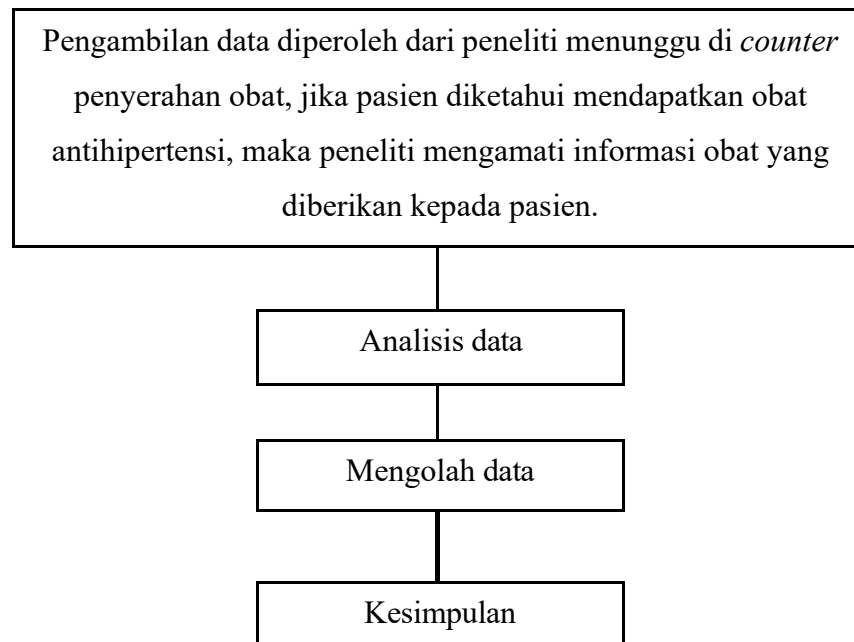 Pengambilan data diperoleh dari peneliti menunggu di counter
penyerahan obat, jika pasien diketahui mendapatkan obat
antihipertensi, maka peneliti mengamati informasi obat yang
diberikan kepada pasien.
Analisis data
Mengolah data
Kesimpulan